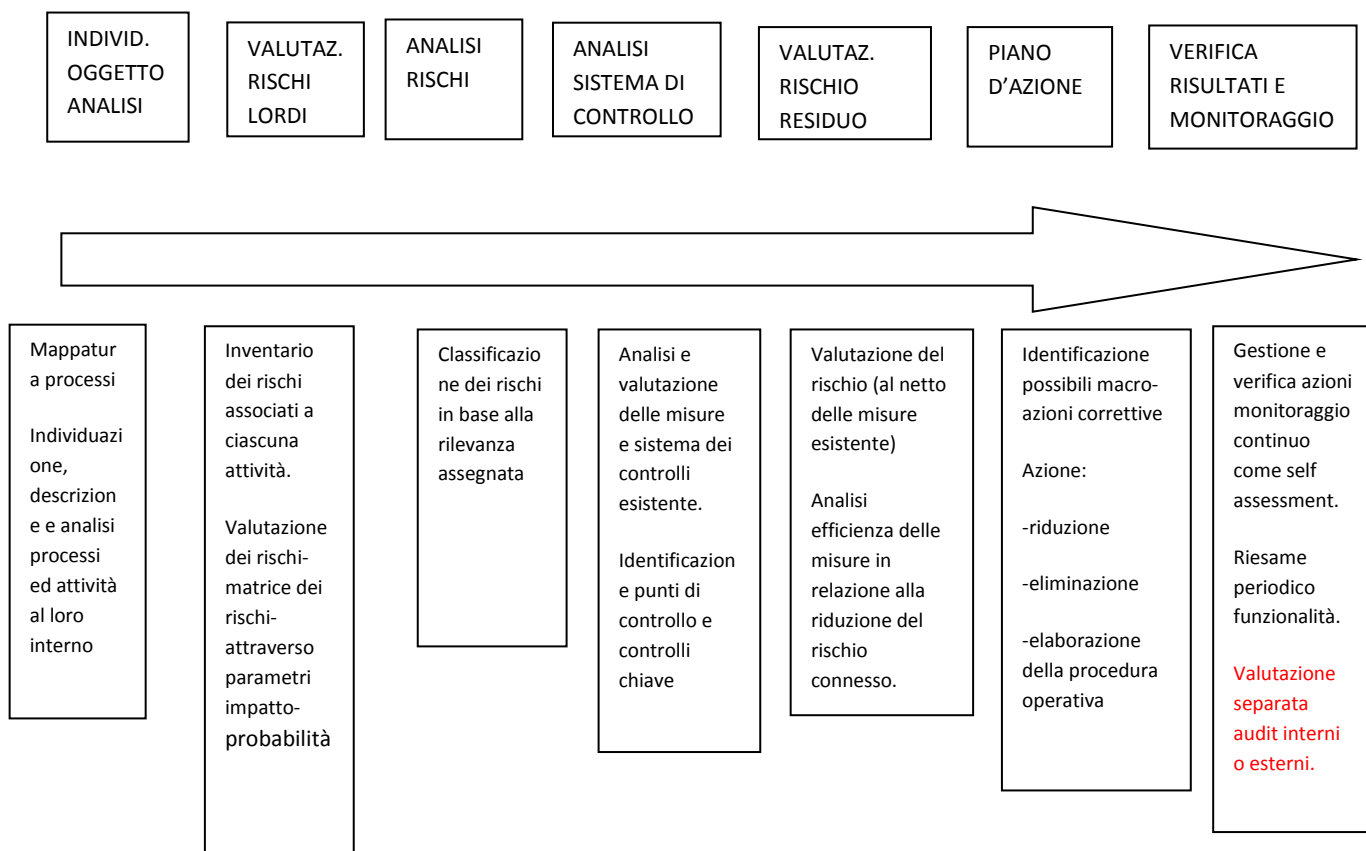 INDIVID.
OGGETTO
ANALISI
VALUTAZ.
RISCHI
LORDI
ANALISI
RISCHI
ANALISI
SISTEMA DI
CONTROLLO
VALUTAZ.
RISCHIO
RESIDUO
PIANO
D’AZIONE
VERIFICA
RISULTATI E
MONITORAGGIO
Mappatur
a processi
Individuazi
one,
descrizion
e e analisi
processi
ed attività
al loro
interno
Inventario
dei rischi
associati a
ciascuna
attività.
Valutazione
dei rischi-
matrice dei
rischi-
attraverso
parametri
impatto-
probabilità
Classificazio
ne dei rischi
in base alla
rilevanza
assegnata
Analisi e
valutazione
delle misure
e sistema dei
controlli
esistente.
Identificazion
e punti di
controllo e
controlli
chiave
Valutazione del
rischio (al netto
delle misure
esistente)
Analisi
efficienza delle
misure in
relazione alla
riduzione del
rischio
connesso.
Identificazione
possibili macro-
azioni correttive
Azione:
-riduzione
-eliminazione
-elaborazione
della procedura
operativa
Gestione e
verifica azioni
monitoraggio
continuo
come self
assessment.
Riesame
periodico
funzionalità.
Valutazione
separata
audit interni
o esterni.